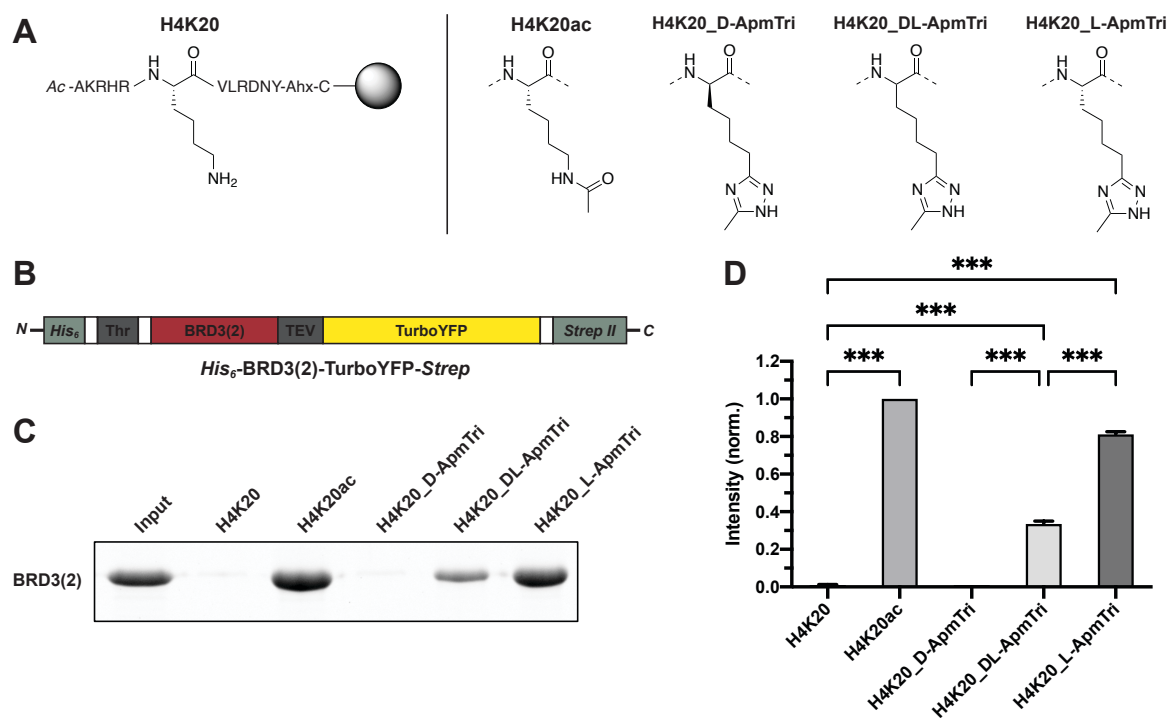 A
H4K20
Ac -AKRHR
H
N
O
VLRDNY-Ahx-C
NH2
H4K20ac
H
N
O
HN
O
H4K20_D-ApmTri
H
N
O
N
N
NH
H4K20_DL-ApmTri
H
N
O
N
N
NH
H4K20_L-ApmTri
H
N
O
N
N
NH
B
N
His6
Thr
BRD3(2)
TEV
TurboYFP
Strep II
C
His6-BRD3(2)-TurboYFP-Strep
C
Input
H4K20
H4K20ac
H4K20_D-ApmTri
H4K20_DL-ApmTri
H4K20_L-ApmTri
BRD3(2)
D
***
***
***
***
***
Intensity (norm.)
1.2
1.0
0.8
0.6
0.4
0.2
0.0
H4K20
H4K20ac
H4K20_D-ApmTri
H4K20_DL-ApmTri
H4K20_L-ApmTri